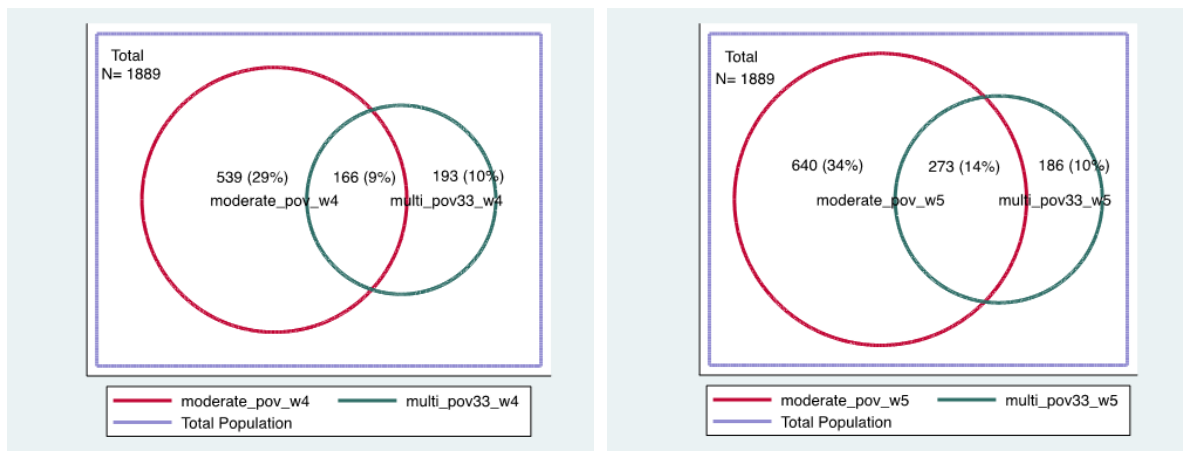 Total
N= 1889
539 (29%) 166 (9%) 193 (10%)
moderate_pov_w4 multi_pov33_w4
moderate_pov_w4 multi_pov33_w4
Total Population
Total
N= 1889
640 (34%) 273 (14%) 186 (10%)
moderate_pov_w5 multi_pov33_w5
moderate_pov_w5 multi_pov33_w5
Total Population